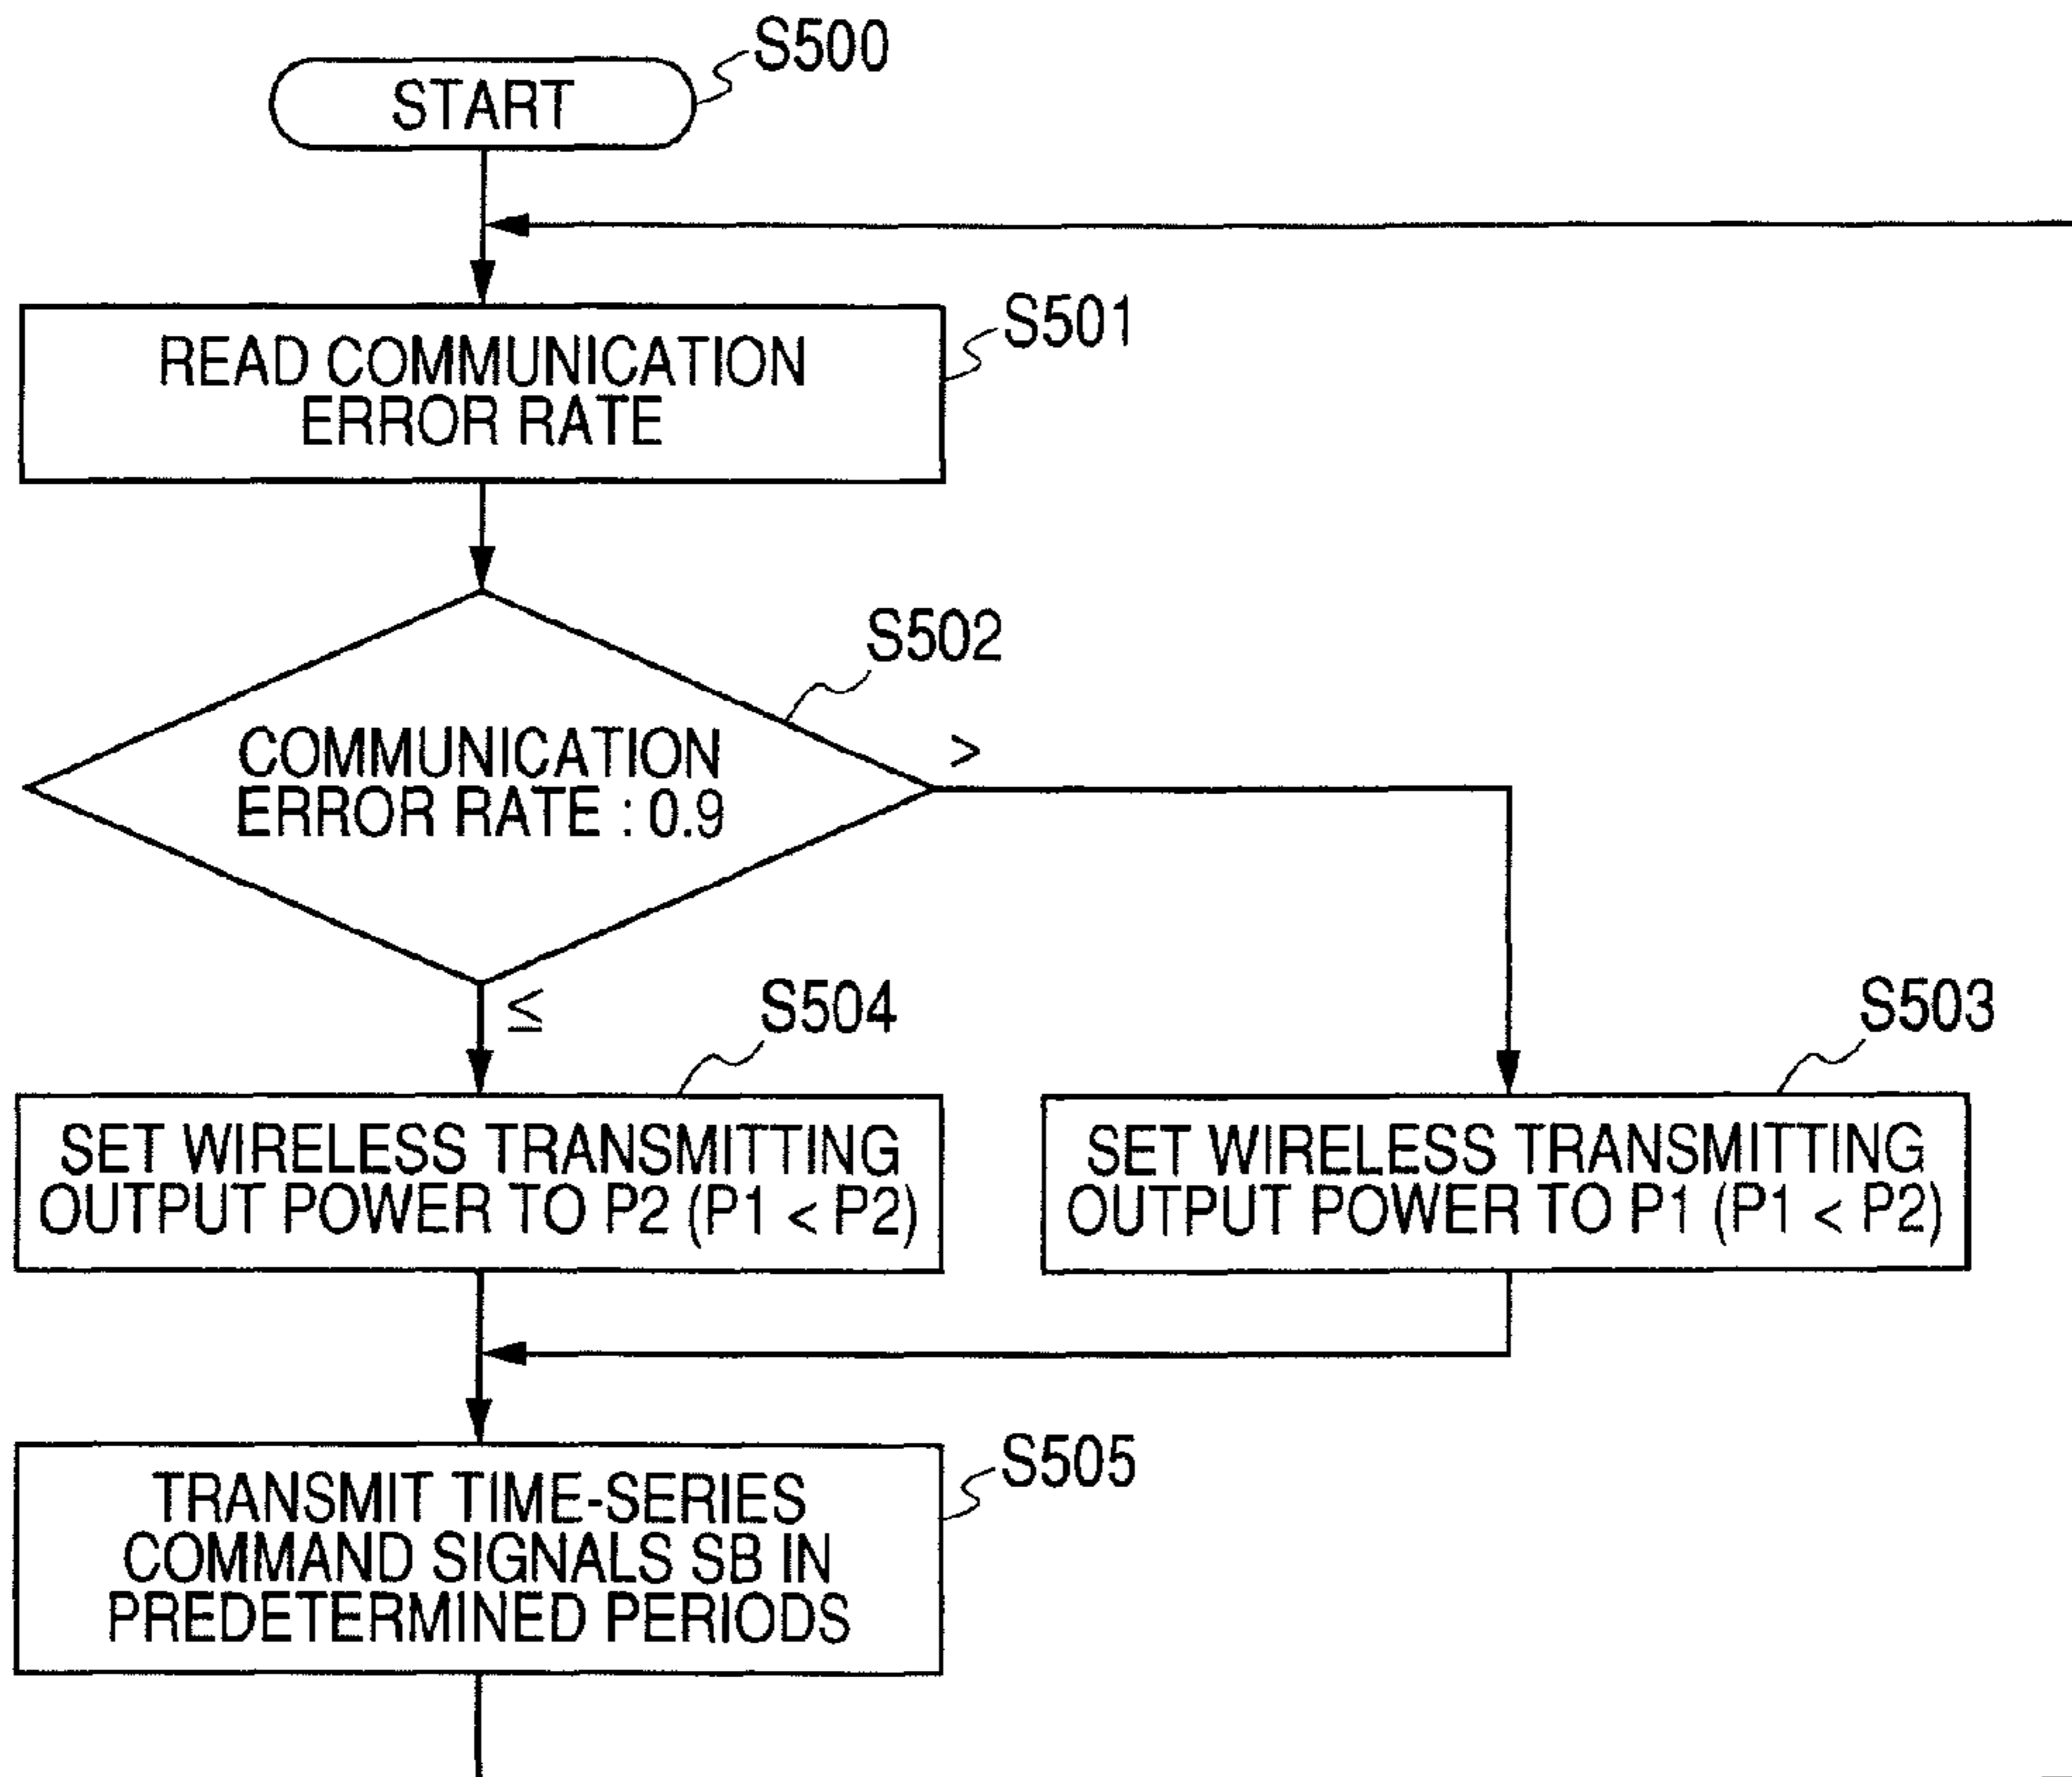 START
S500
READ COMMUNICATION
ERROR RATE
S501
COMMUNICATION
ERROR RATE : 0.9
S502
>
≤
S504
SET WIRELESS TRANSMITTING
OUTPUT POWER TO P2 (P1 < P2)
S503
SET WIRELESS TRANSMITTING
OUTPUT POWER TO P1 (P1 < P2)
TRANSMIT TIME-SERIES
COMMAND SIGNALS SB IN
PREDETERMINED PERIODS
S505